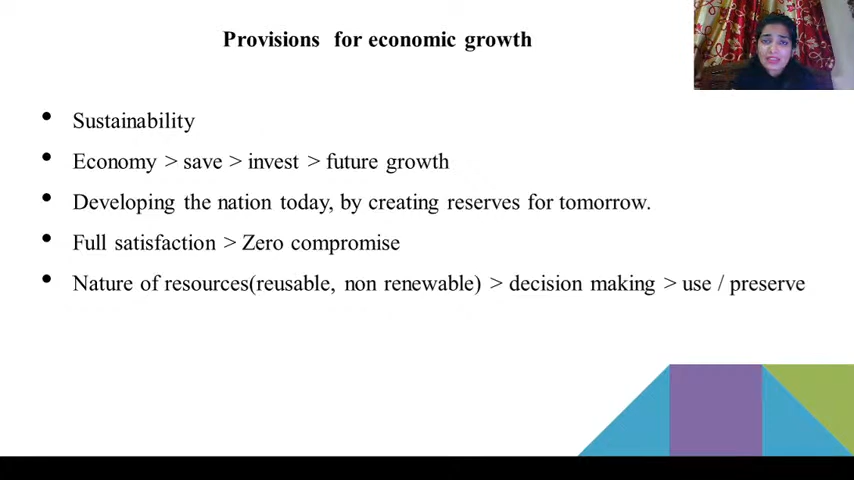 Provisions for economic growth
• Sustainability
• Economy > save > invest > future growth
• Developing the nation today, by creating reserves for tomorrow.
• Full satisfaction > Zero compromise
• Nature of resources(reusable, non renewable) > decision making > use / preserve